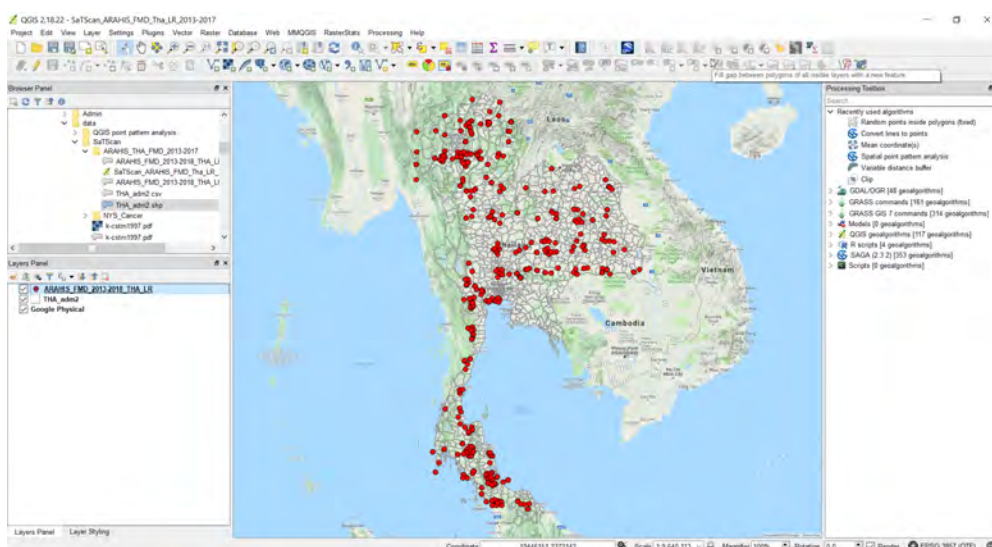 QGIS 2.18.22 - SaTScan_ARAHIS_FMD_Tha_LR_2013-2017
Project Edit View Layer Settings Plugins Vector Raster Database Web MMQGIS RasterStats Processing Help
Fill gap between polygons of all visible layers with a new feature
Browser Panel
Admin
data
QGIS point pattern analysis
SaTScan
ARAHIS_THA_FMD_2013-2017
ARAHIS_FMD_2013-2018_THA_LI
SaTScan_ARAHIS_FMD_Tha_LR_
ARAHIS_FMD_2013-2018_THA_LI
THA_adm2.csv
THA_adm2.shp
NYS_Cancer
k-cstm1997.pdf
k-cstm1997.pdf
Layers Panel
ARAHIS_FMD_2013-2018_THA_LR
THA_adm2
Google Physical
Layers Panel Layer Styling
Laos
Vietnam
Cambodia
Processing Toolbox
Search...
Recently used algorithms
Random points inside polygons (fixed)
Convert lines to points
Mean coordinate(s)
Spatial point pattern analysis
Variable distance buffer
Clip
GDAL/OGR [48 geoalgorithms]
GRASS commands [161 geoalgorithms]
GRASS GIS 7 commands [314 geoalgorithms]
Models [0 geoalgorithms]
QGIS geoalgorithms [117 geoalgorithms]
R scripts [4 geoalgorithms]
SAGA (2.3.2) [353 geoalgorithms]
Scripts [0 geoalgorithms]
Coordinate Scale Magnifier 100% Rotation 0.0 Render EPSG:3857 (OTF)